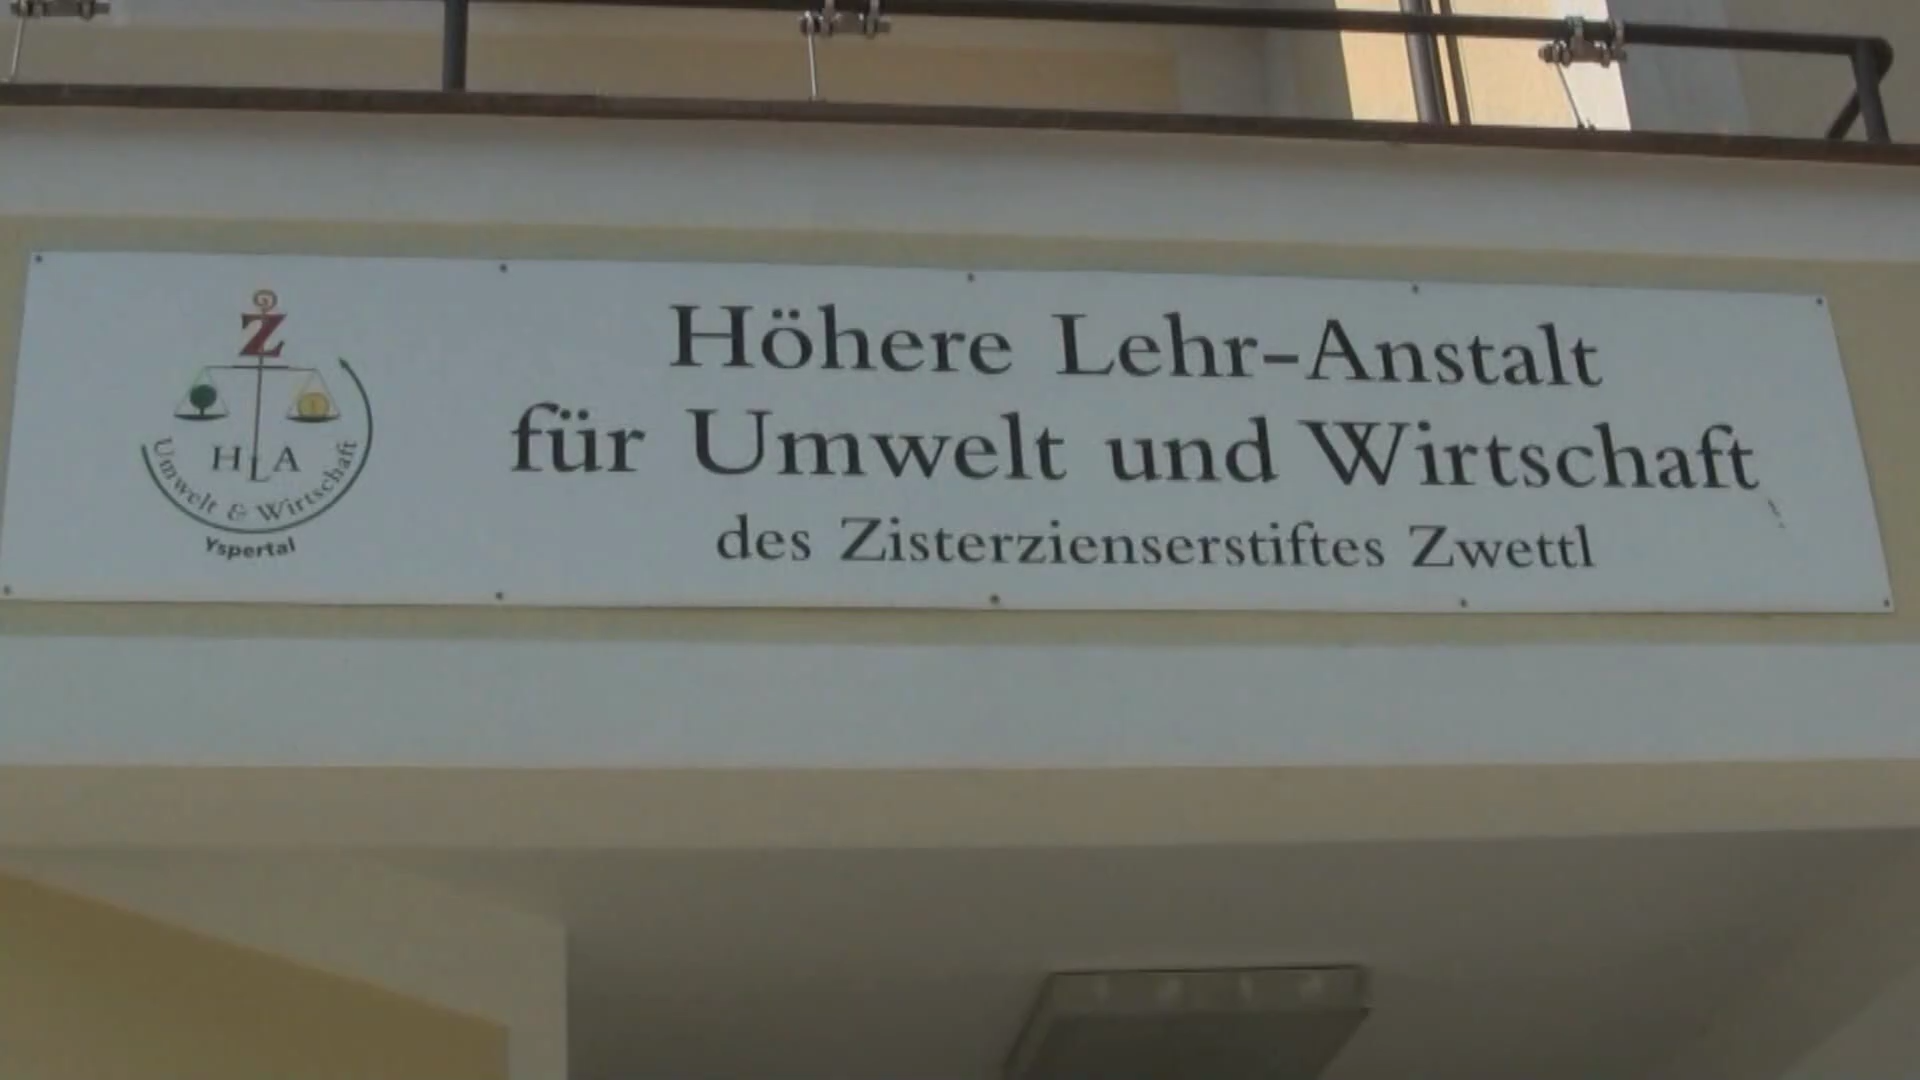 Z
H L A
Umwelt & Wirtschaft
Yspertal
Höhere Lehr-Anstalt
für Umwelt und Wirtschaft
des Zisterzienserstiftes Zwettl